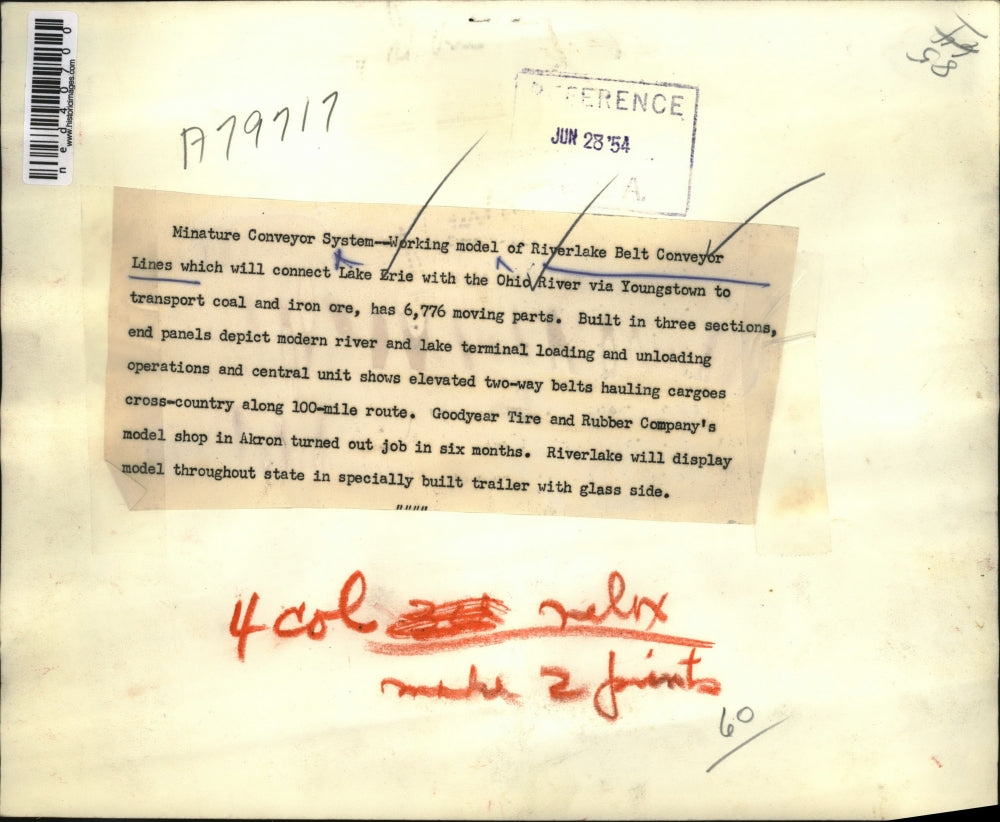 ned40700
www.historicimages.com
58
A79717
REFERENCE
JUN 28 '54
A.
Minature Conveyor System--Working model of Riverlake Belt Conveyor
Lines which will connect Lake Erie with the Ohio River via Youngstown to
transport coal and iron ore, has 6,776 moving parts. Built in three sections,
end panels depict modern river and lake terminal loading and unloading
operations and central unit shows elevated two-way belts hauling cargoes
cross-country along 100-mile route. Goodyear Tire and Rubber Company's
model shop in Akron turned out job in six months. Riverlake will display
model throughout state in specially built trailer with glass side.
""""
4 col
make 2 prints
60